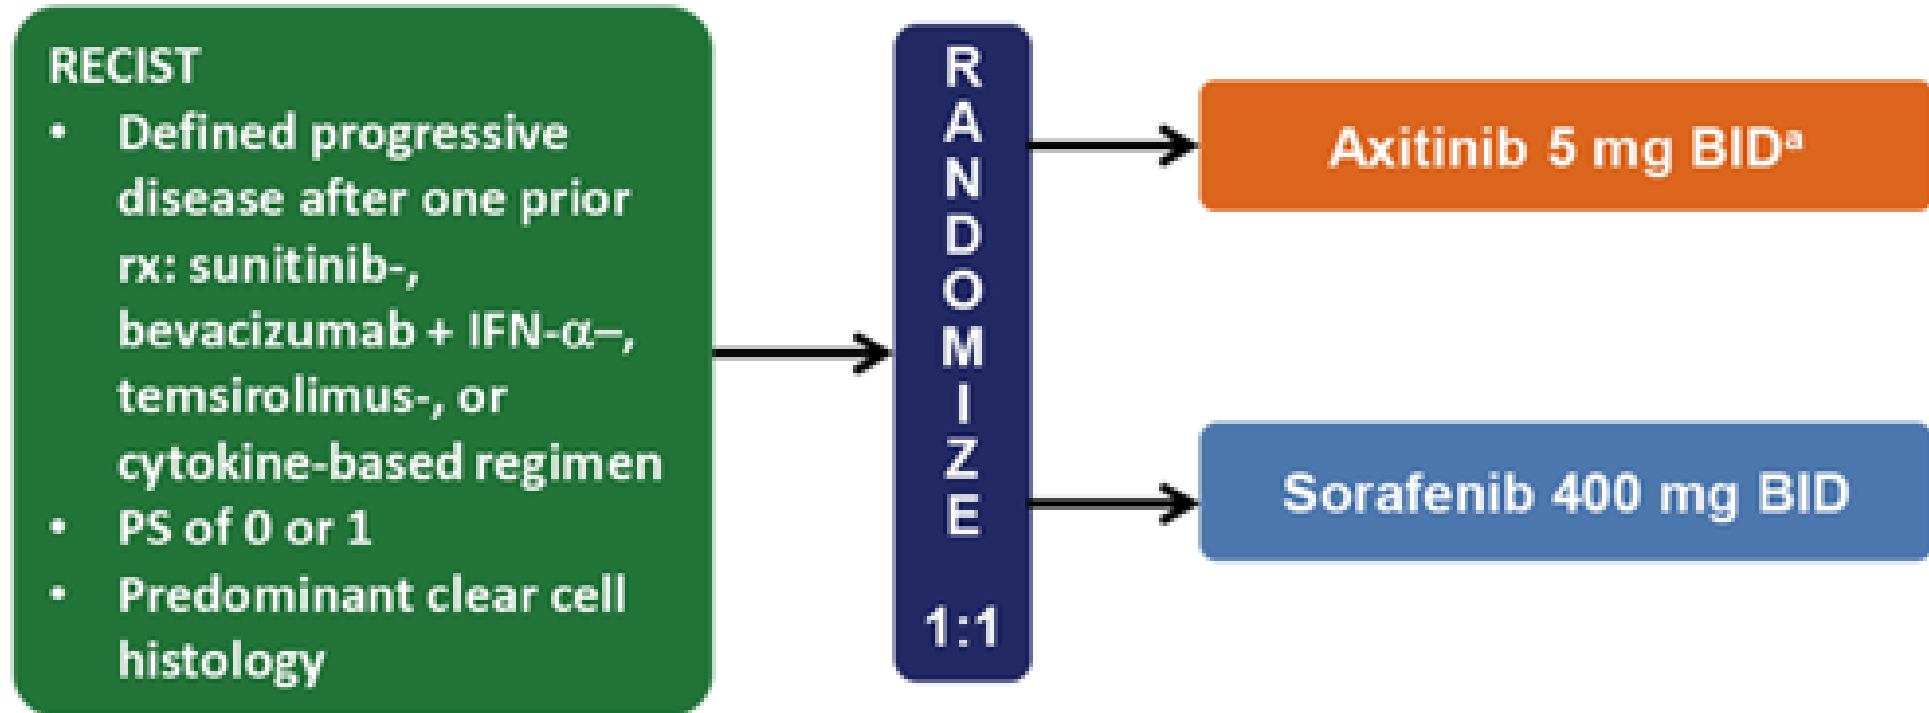 RECIST
• Defined progressive
disease after one prior
rx: sunitinib-,
bevacizumab + IFN-α–,
temsirolimus-, or
cytokine-based regimen
• PS of 0 or 1
• Predominant clear cell
histology
RANDOMIZE
1:1
Axitinib 5 mg BIDᵃ
Sorafenib 400 mg BID